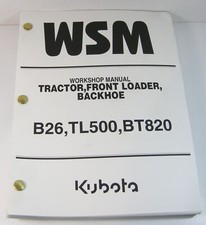 WSM
WORKSHOP MANUAL
TRACTOR,FRONT LOADER,
BACKHOE
B26,TL500,BT820
Kubota